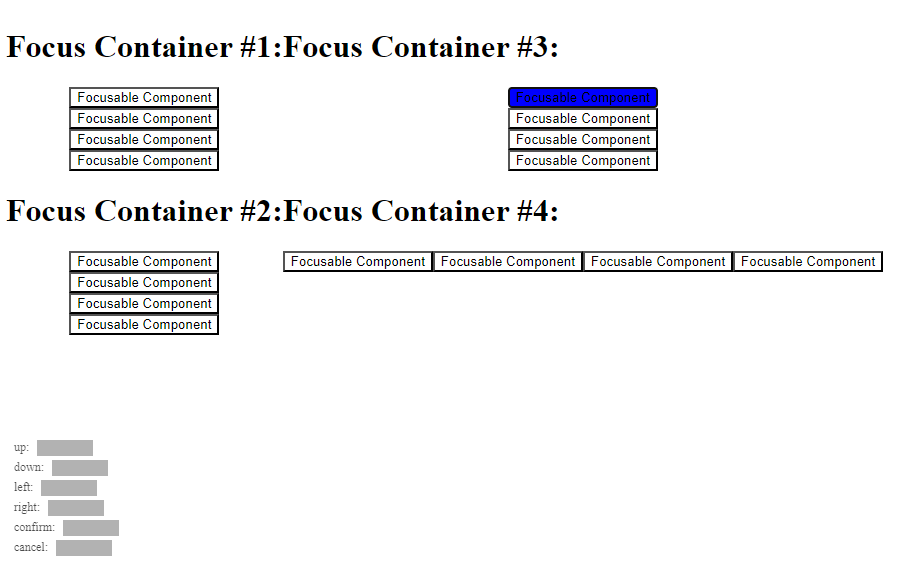 Focus Container #1:Focus Container #3:
Focusable Component Focusable Component
Focusable Component Focusable Component
Focusable Component Focusable Component
Focusable Component Focusable Component
Focus Container #2:Focus Container #4:
Focusable Component Focusable Component Focusable Component Focusable Component Focusable Component
Focusable Component
Focusable Component
Focusable Component
up:
down:
left:
right:
confirm:
cancel: